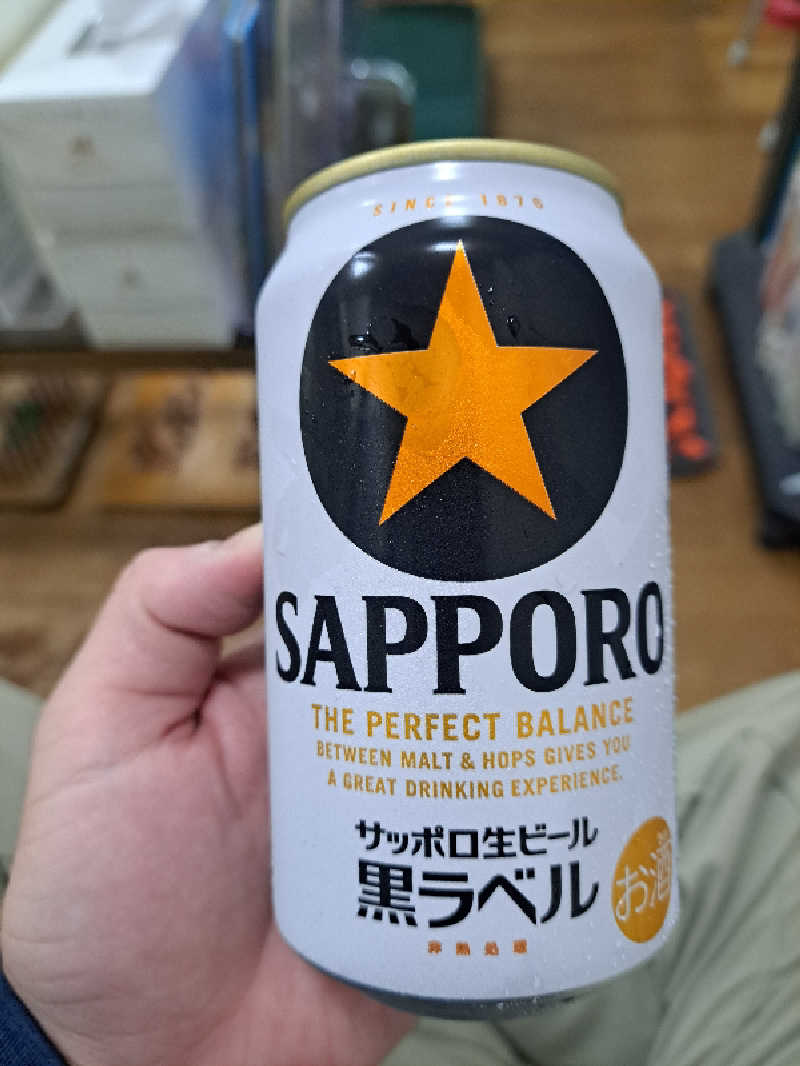 SINCE 1876
SAPPORO
THE PERFECT BALANCE
BETWEEN MALT & HOPS GIVES YOU
A GREAT DRINKING EXPERIENCE.
サッポロ生ビール
黒ラベル
お酒
非熱処理